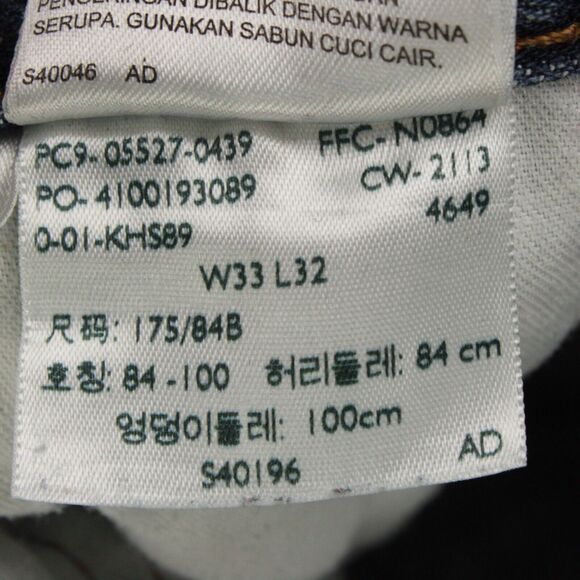 PENGERINGAN DIBALIK DENGAN WARNA
SERUPA. GUNAKAN SABUN CUCI CAIR.
S40046 AD
PC9-05527-0439 FFC-N0864
PO-4100193089 CW-2113
0-01-KHS89 4649
W33 L32
尺码: 175/84B
호칭: 84-100 허리둘레: 84 cm
엉덩이둘레: 100cm
S40196 AD